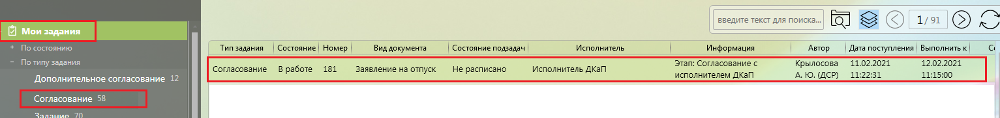 введите текст для поиска...
1 / 91
Мои задания
По состоянию
По типу задания
Дополнительное согласование 12
Согласование 58
Задание 70
Тип задания Состояние Номер Вид документа Состояние подзадач Исполнитель Информация Автор Дата поступления Выполнить к Со
Согласование В работе 181 Заявление на отпуск Не расписано Исполнитель ДКаП Этап: Согласование с исполнителем ДКаП Крылосова А. Ю. (ДСР) 11.02.2021 11:22:31 12.02.2021 11:15:00